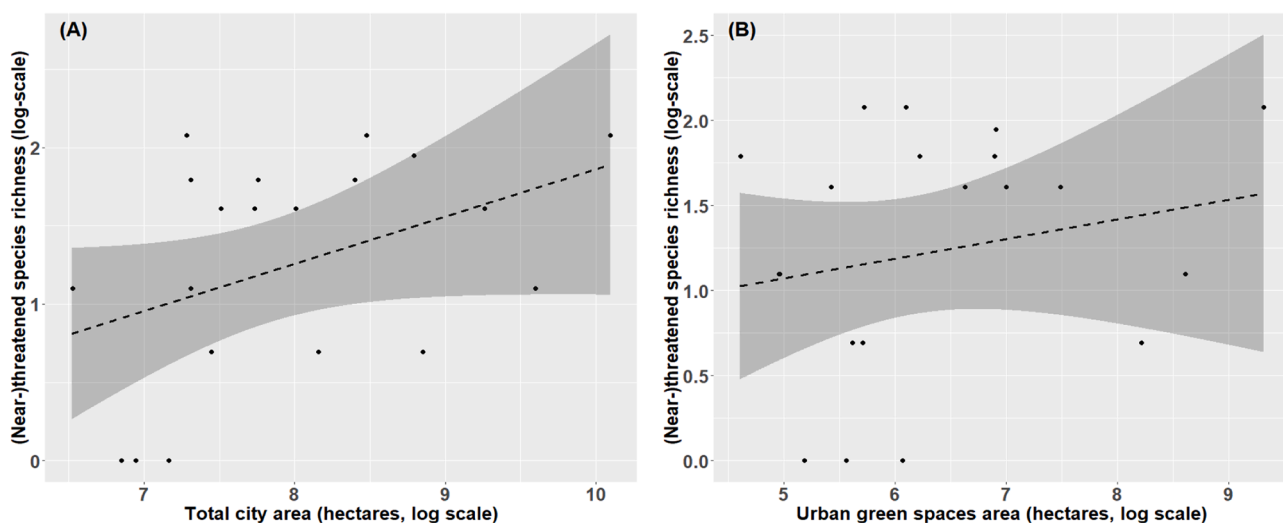 (A)
(Near-)threatened species richness (log-scale)
2
1
0
7 8 9 10
Total city area (hectares, log scale)
(B)
(Near-)threatened species richness (log-scale)
2.5
2.0
1.5
1.0
0.5
0.0
5 6 7 8 9
Urban green spaces area (hectares, log scale)